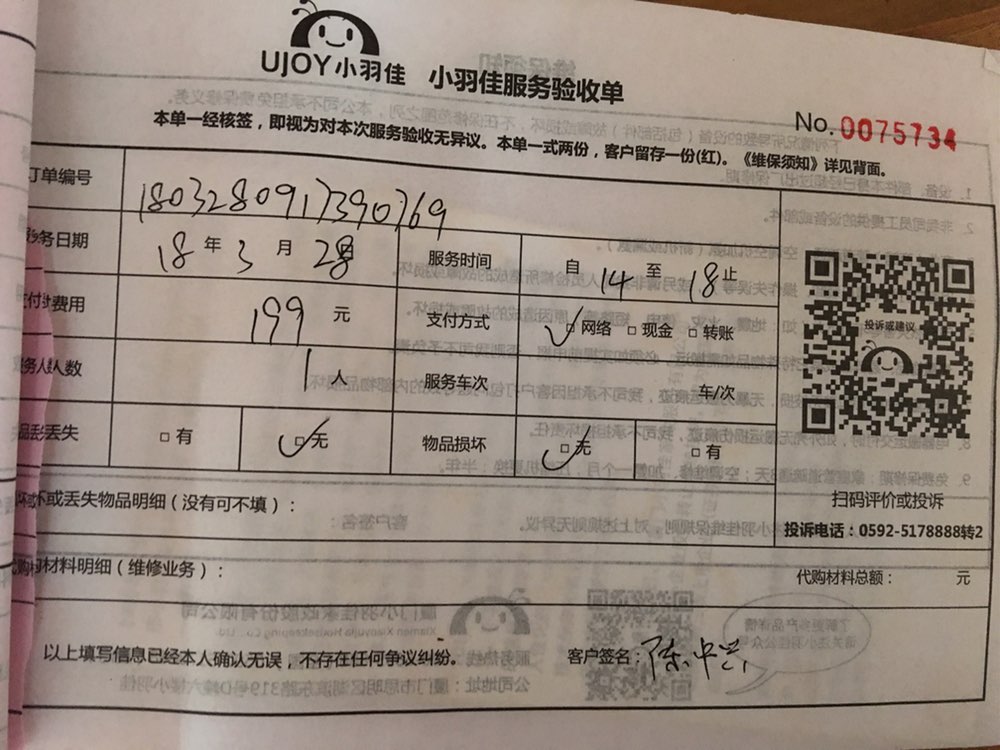 UJOY小羽佳 小羽佳服务验收单
No.0075734
本单一经核签，即视为对本次服务验收无异议。本单一式两份，客户留存一份(红)。《维保须知》详见背面。
订单编号 1803280917390769
务日期 18 年 3 月 28 服务时间 自 14 至 18 止
付费用 199 元 支付方式 ✓□网络 □现金 □转账
务人数 1人 服务车次 车/次
品丢失 □有 ✓□无 物品损坏 ✓□无 □有
投诉或建议
扫码评价或投诉
投诉电话：0592-5178888转2
坏或丢失物品明细（没有可不填）：
材料明细（维修业务）： 代购材料总额： 元
以上填写信息已经本人确认无误，不存在任何争议纠纷。 客户签名：陈中兴